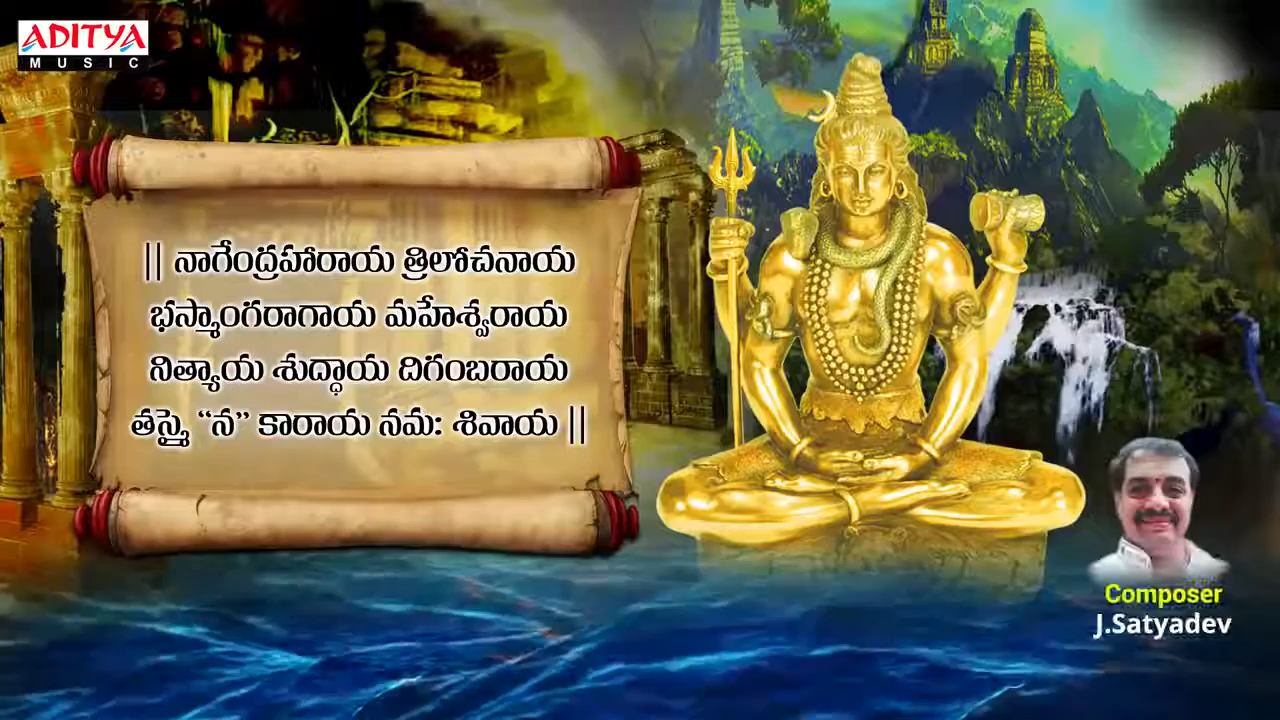 ADITYA
MUSIC
|| నాగేంద్రహారాయ త్రిలోచనాయ
భస్మాంగరాగాయ మహేశ్వరాయ
నిత్యాయ శుద్ధాయ దిగంబరాయ
తస్మై “న” కారాయ నమః శివాయ ||
Composer
J.Satyadev